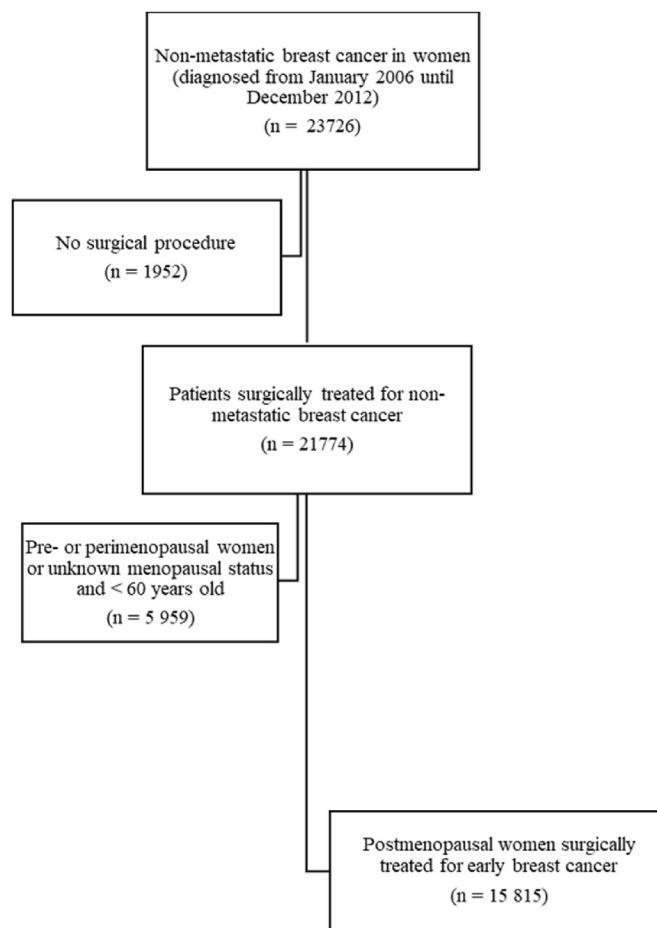 Non-metastatic breast cancer in women
(diagnosed from January 2006 until
December 2012)
(n =  23726)
No surgical procedure
(n = 1952)
Patients surgically treated for non-
metastatic breast cancer
(n = 21774)
Pre- or perimenopausal women
or unknown menopausal status
and < 60 years old
(n = 5 959)
Postmenopausal women surgically
treated for early breast cancer
(n = 15 815)